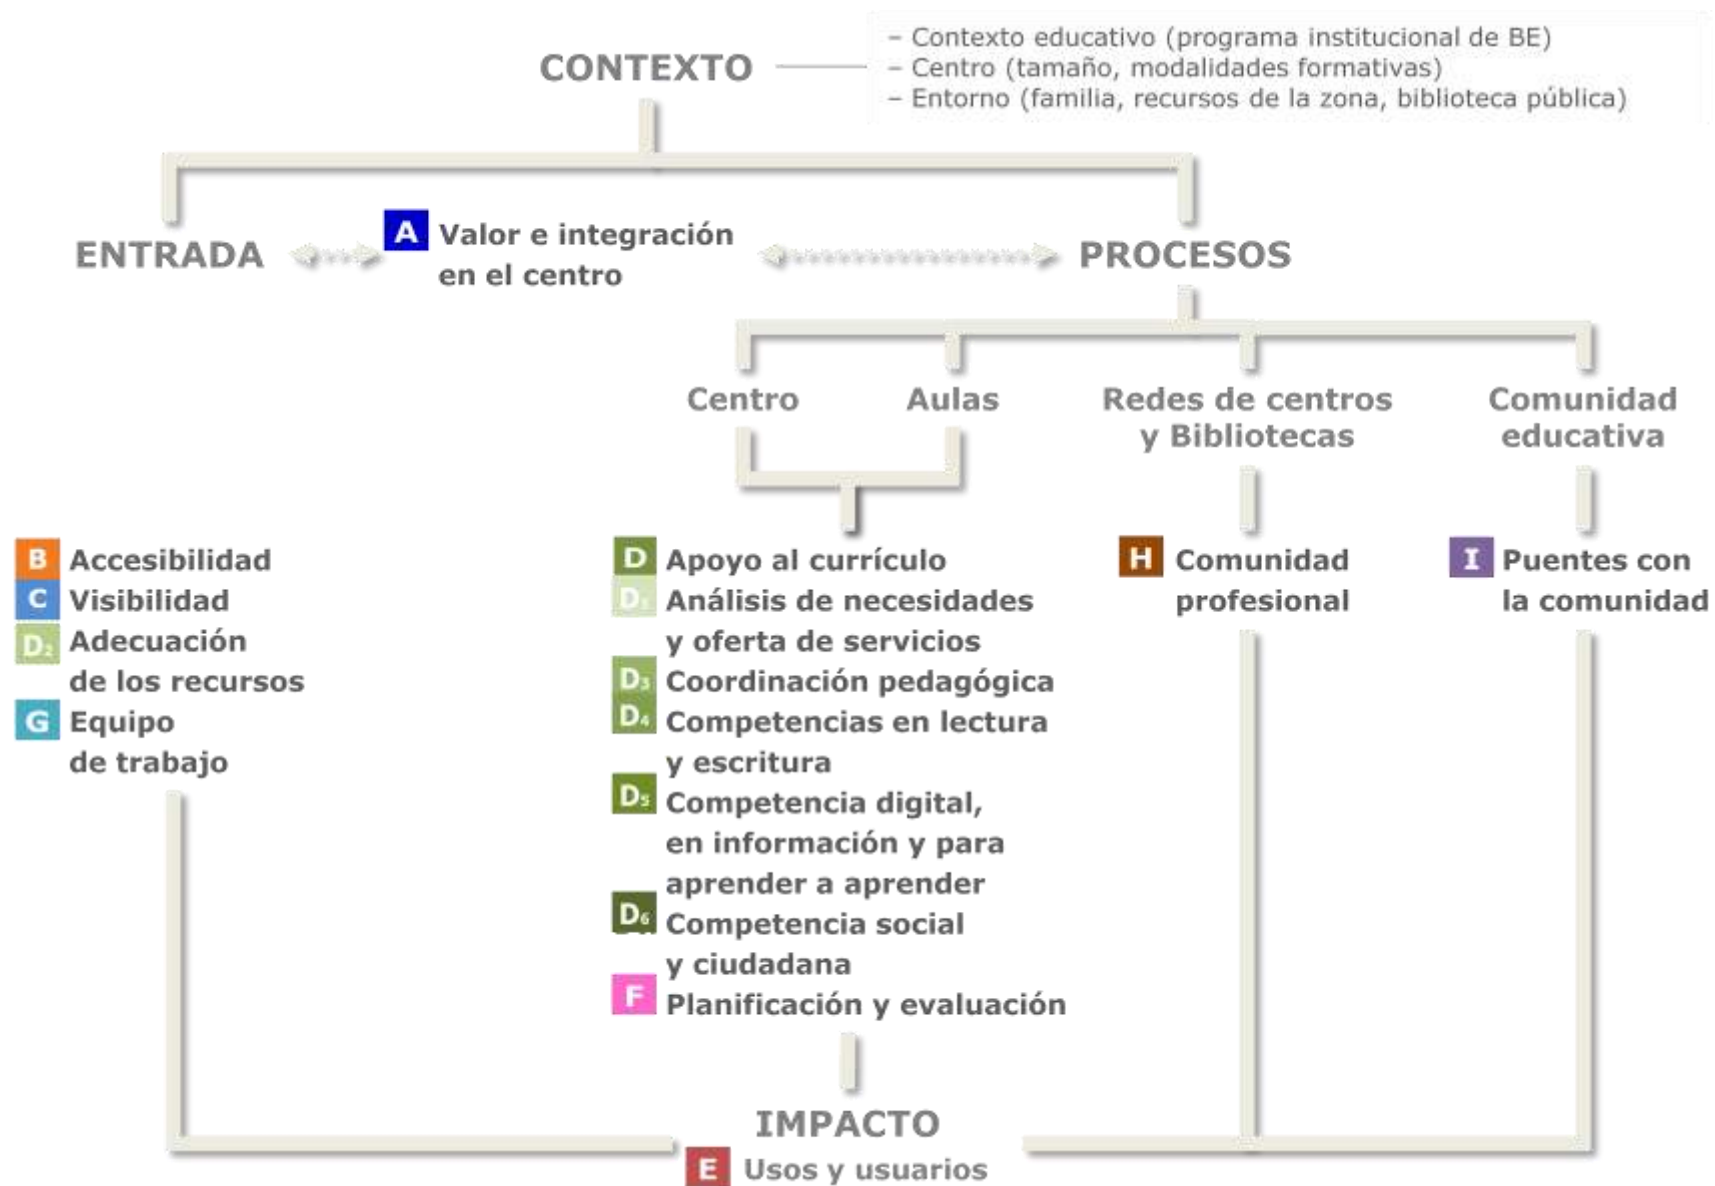 CONTEXTO
– Contexto educativo (programa institucional de BE)
– Centro (tamaño, modalidades formativas)
– Entorno (familia, recursos de la zona, biblioteca pública)
ENTRADA
A Valor e integración
en el centro
PROCESOS
Centro
Aulas
Redes de centros
y Bibliotecas
Comunidad
educativa
B Accesibilidad
C Visibilidad
D2 Adecuación
de los recursos
G Equipo
de trabajo
D Apoyo al currículo
D1 Análisis de necesidades
y oferta de servicios
D3 Coordinación pedagógica
D4 Competencias en lectura
y escritura
D5 Competencia digital,
en información y para
aprender a aprender
D6 Competencia social
y ciudadana
F Planificación y evaluación
H Comunidad
profesional
I Puentes con
la comunidad
IMPACTO
E Usos y usuarios